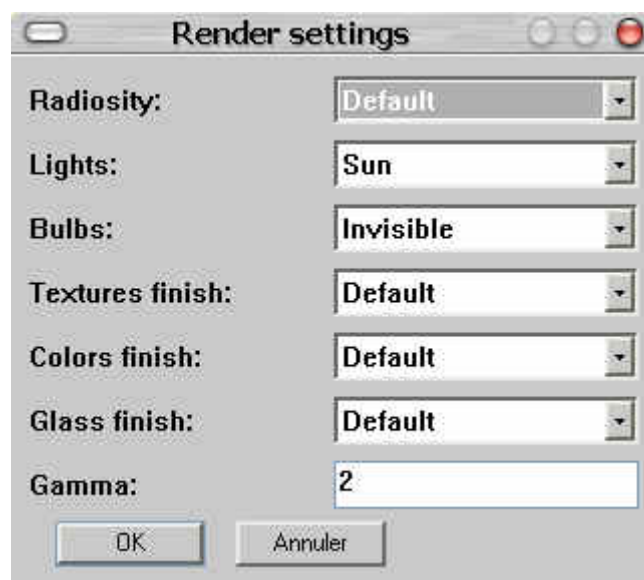 Render settings
Radiosity: Default
Lights: Sun
Bulbs: Invisible
Textures finish: Default
Colors finish: Default
Glass finish: Default
Gamma: 2
OK Annuler